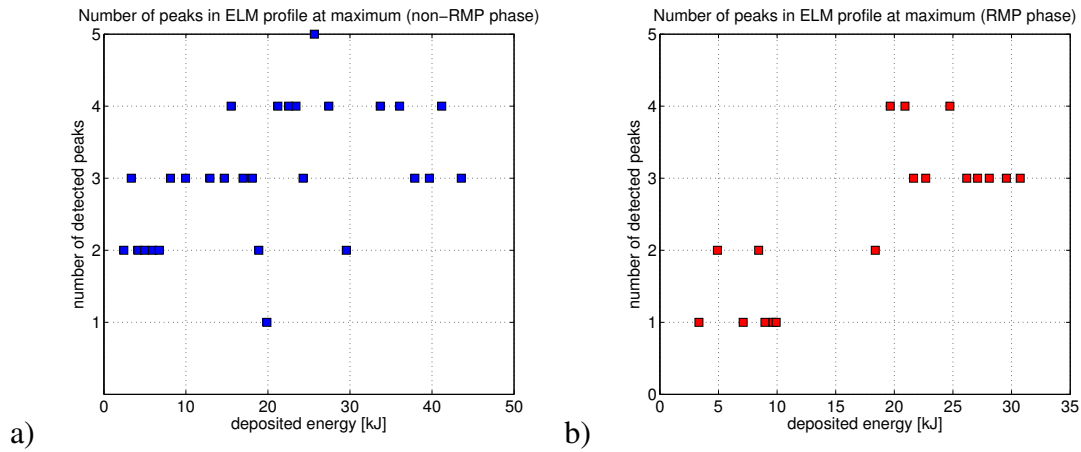 Number of peaks in ELM profile at maximum (non−RMP phase)
5
4
3
2
1
0 10 20 30 40 50
number of detected peaks
deposited energy [kJ]
a)
Number of peaks in ELM profile at maximum (RMP phase)
5
4
3
2
1
0
0 5 10 15 20 25 30 35
number of detected peaks
deposited energy [kJ]
b)